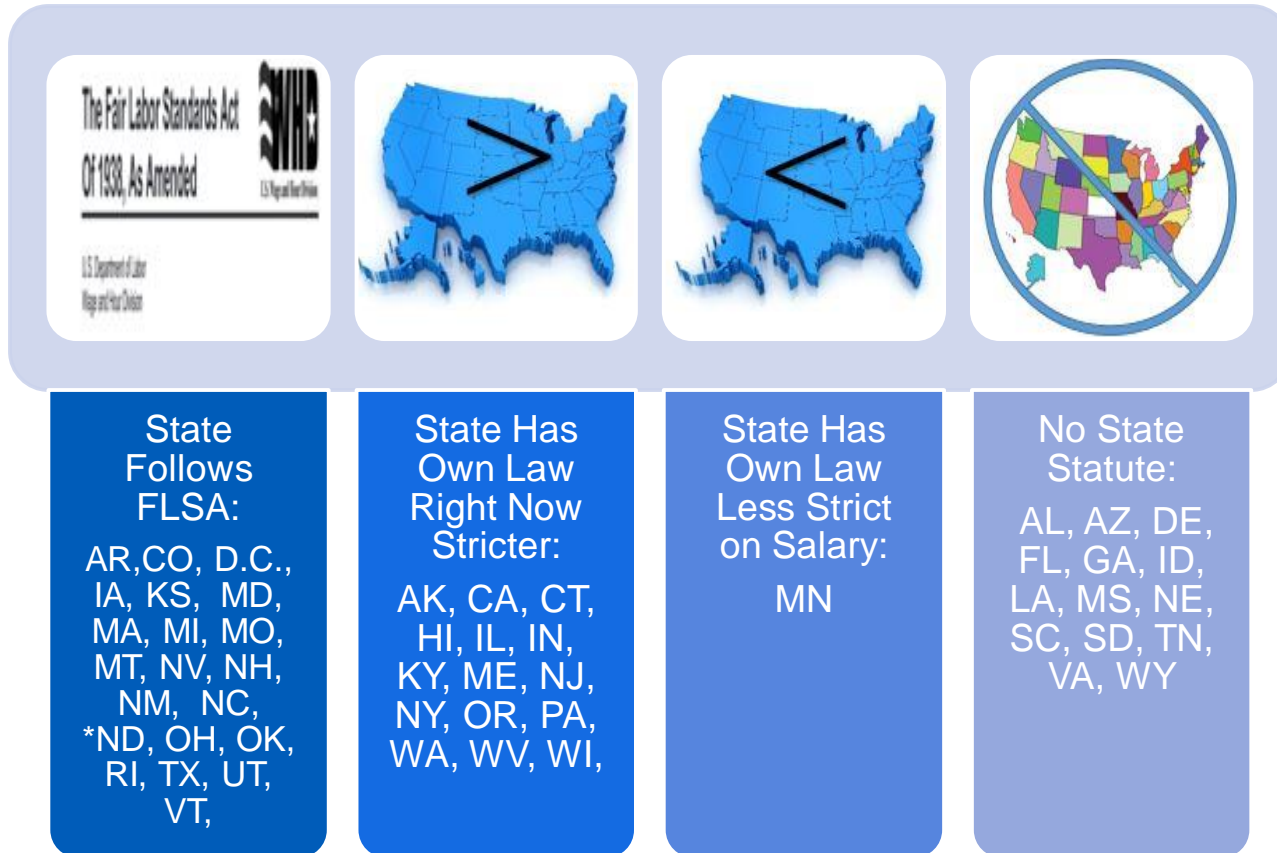 The Fair Labor Standards Act
Of 1938, As Amended
WHD
U.S. Wage and Hour Division
U.S. Department of Labor
Wage and Hour Division
>
<
State
Follows
FLSA:
AR,CO, D.C.,
IA, KS, MD,
MA, MI, MO,
MT, NV, NH,
NM, NC,
*ND, OH, OK,
RI, TX, UT,
VT,
State Has
Own Law
Right Now
Stricter:
AK, CA, CT,
HI, IL, IN,
KY, ME, NJ,
NY, OR, PA,
WA, WV, WI,
State Has
Own Law
Less Strict
on Salary:
MN
No State
Statute:
AL, AZ, DE,
FL, GA, ID,
LA, MS, NE,
SC, SD, TN,
VA, WY